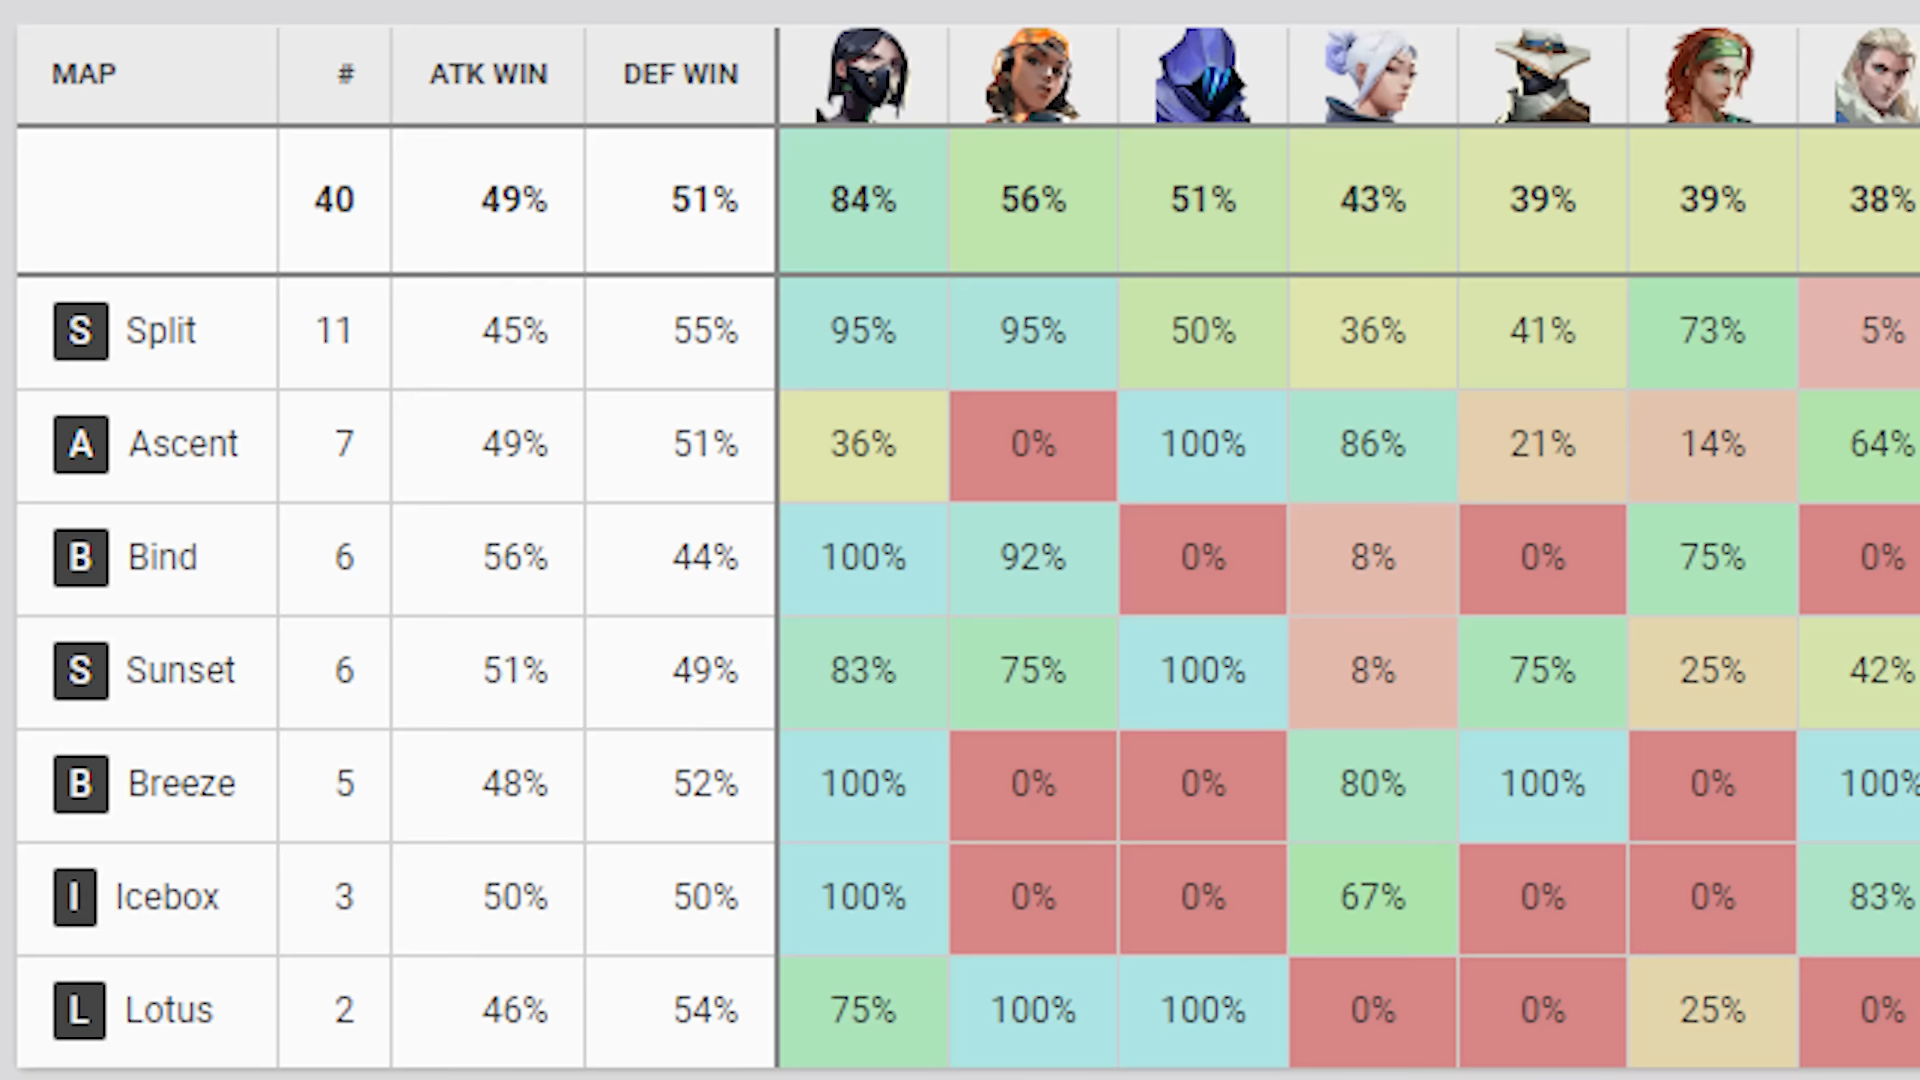 MAP # ATK WIN DEF WIN
40 49% 51% 84% 56% 51% 43% 39% 39% 38%
S Split 11 45% 55% 95% 95% 50% 36% 41% 73% 5%
A Ascent 7 49% 51% 36% 0% 100% 86% 21% 14% 64%
B Bind 6 56% 44% 100% 92% 0% 8% 0% 75% 0%
S Sunset 6 51% 49% 83% 75% 100% 8% 75% 25% 42%
B Breeze 5 48% 52% 100% 0% 0% 80% 100% 0% 100%
I Icebox 3 50% 50% 100% 0% 0% 67% 0% 0% 83%
L Lotus 2 46% 54% 75% 100% 100% 0% 0% 25% 0%